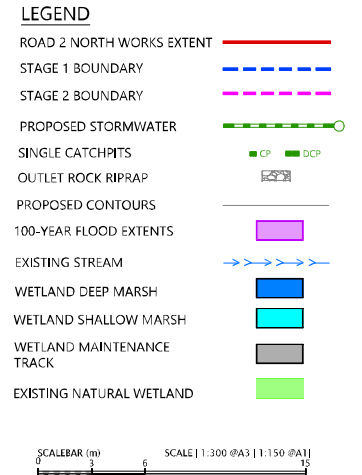 LEGEND
ROAD 2 NORTH WORKS EXTENT
STAGE 1 BOUNDARY
STAGE 2 BOUNDARY
PROPOSED STORMWATER
SINGLE CATCHPITS CP DCP
OUTLET ROCK RIPRAP
PROPOSED CONTOURS
100-YEAR FLOOD EXTENTS
EXISTING STREAM
WETLAND DEEP MARSH
WETLAND SHALLOW MARSH
WETLAND MAINTENANCE
TRACK
EXISTING NATURAL WETLAND
SCALEBAR (m) SCALE | 1:300 @A3 | 1:150 @A1|
0 3 6 15